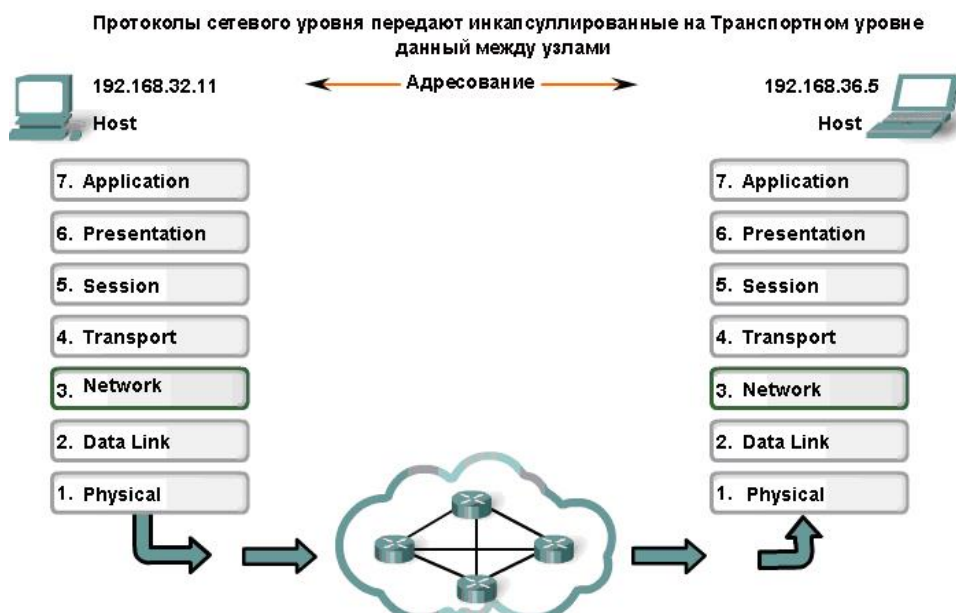 Протоколы сетевого уровня передают инкапсуллированные на Транспортном уровне
данный между узлами
192.168.32.11
Адресование
192.168.36.5
Host
Host
7. Application
7. Application
6. Presentation
6. Presentation
5. Session
5. Session
4. Transport
4. Transport
3. Network
3. Network
2. Data Link
2. Data Link
1. Physical
1. Physical